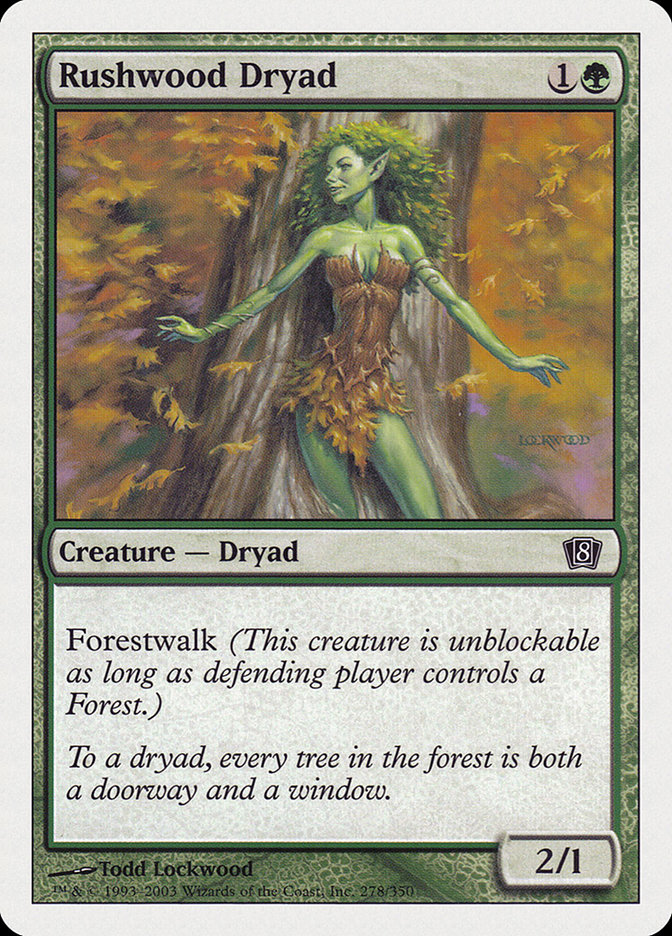 Rushwood Dryad 1
LOCKWOOD
Creature — Dryad 8
Forestwalk (This creature is unblockable
as long as defending player controls a
Forest.)
To a dryad, every tree in the forest is both
a doorway and a window.
2/1
Todd Lockwood
™ & © 1993–2003 Wizards of the Coast, Inc. 278/350